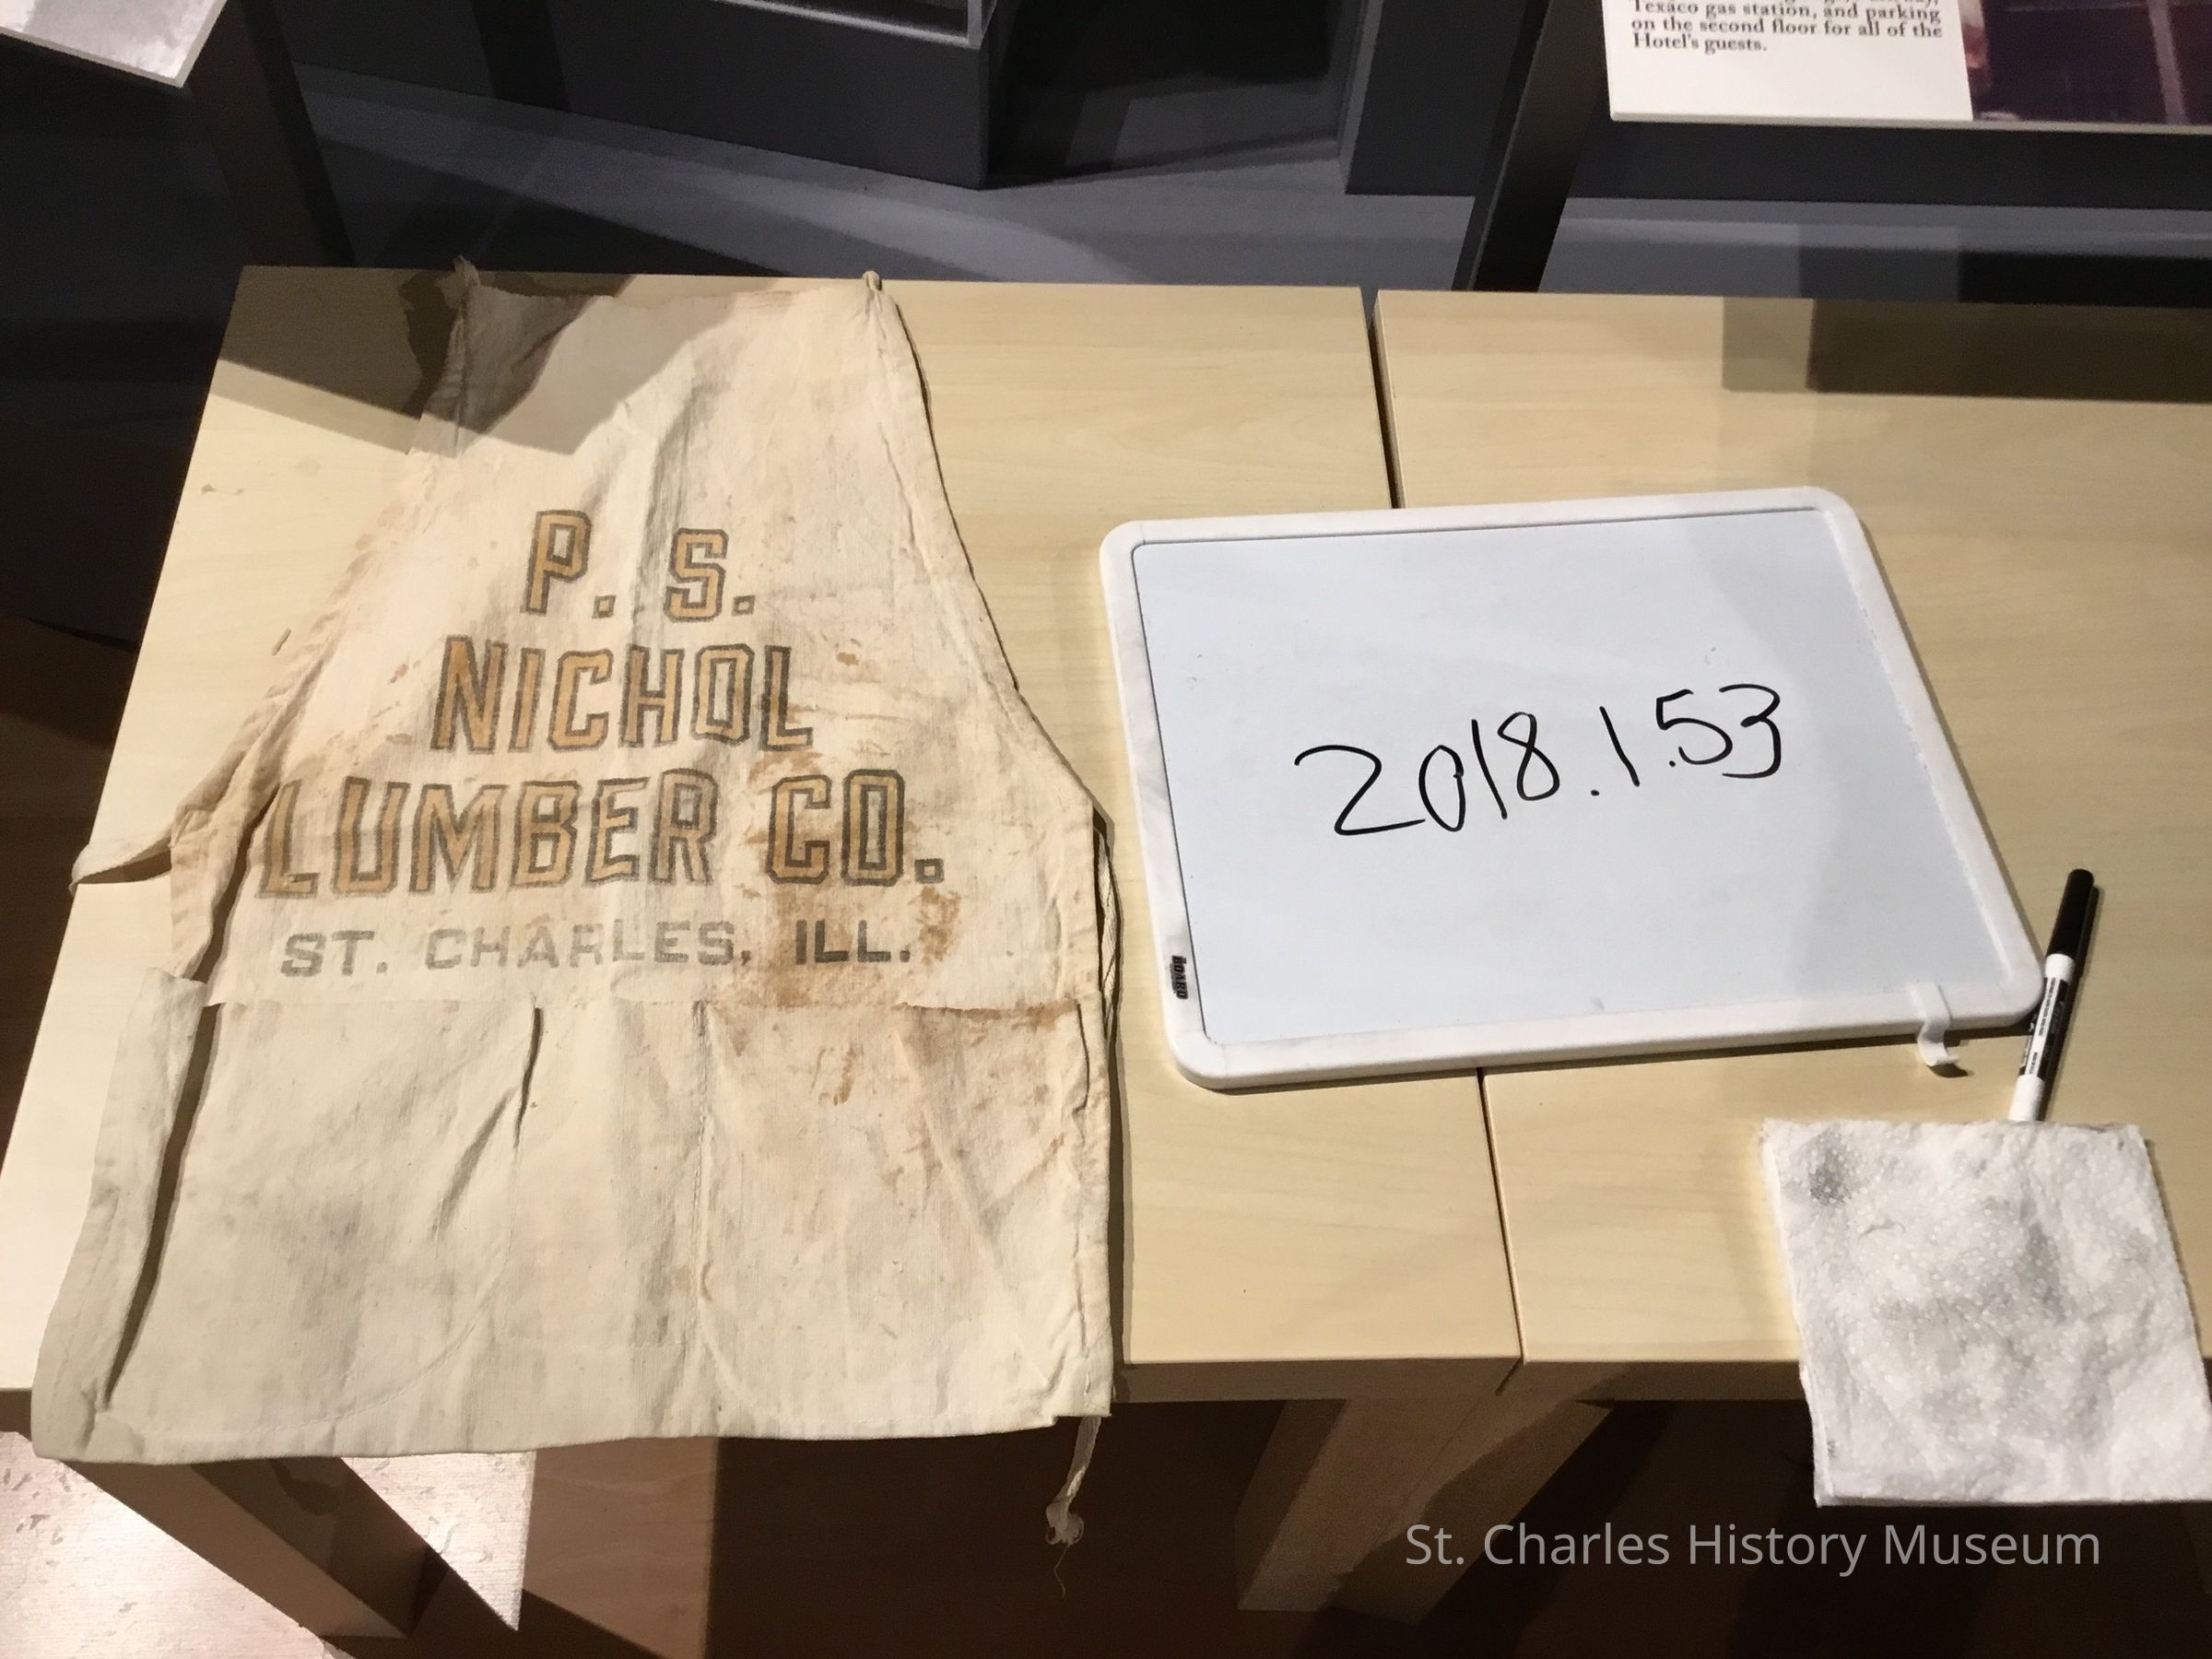 Texaco gas station, and parking
on the second floor for all of the
Hotel's guests.
P. S.
NICHOL
LUMBER CO.
ST. CHARLES, ILL.
2018.1.53
BOARD
St. Charles History Museum